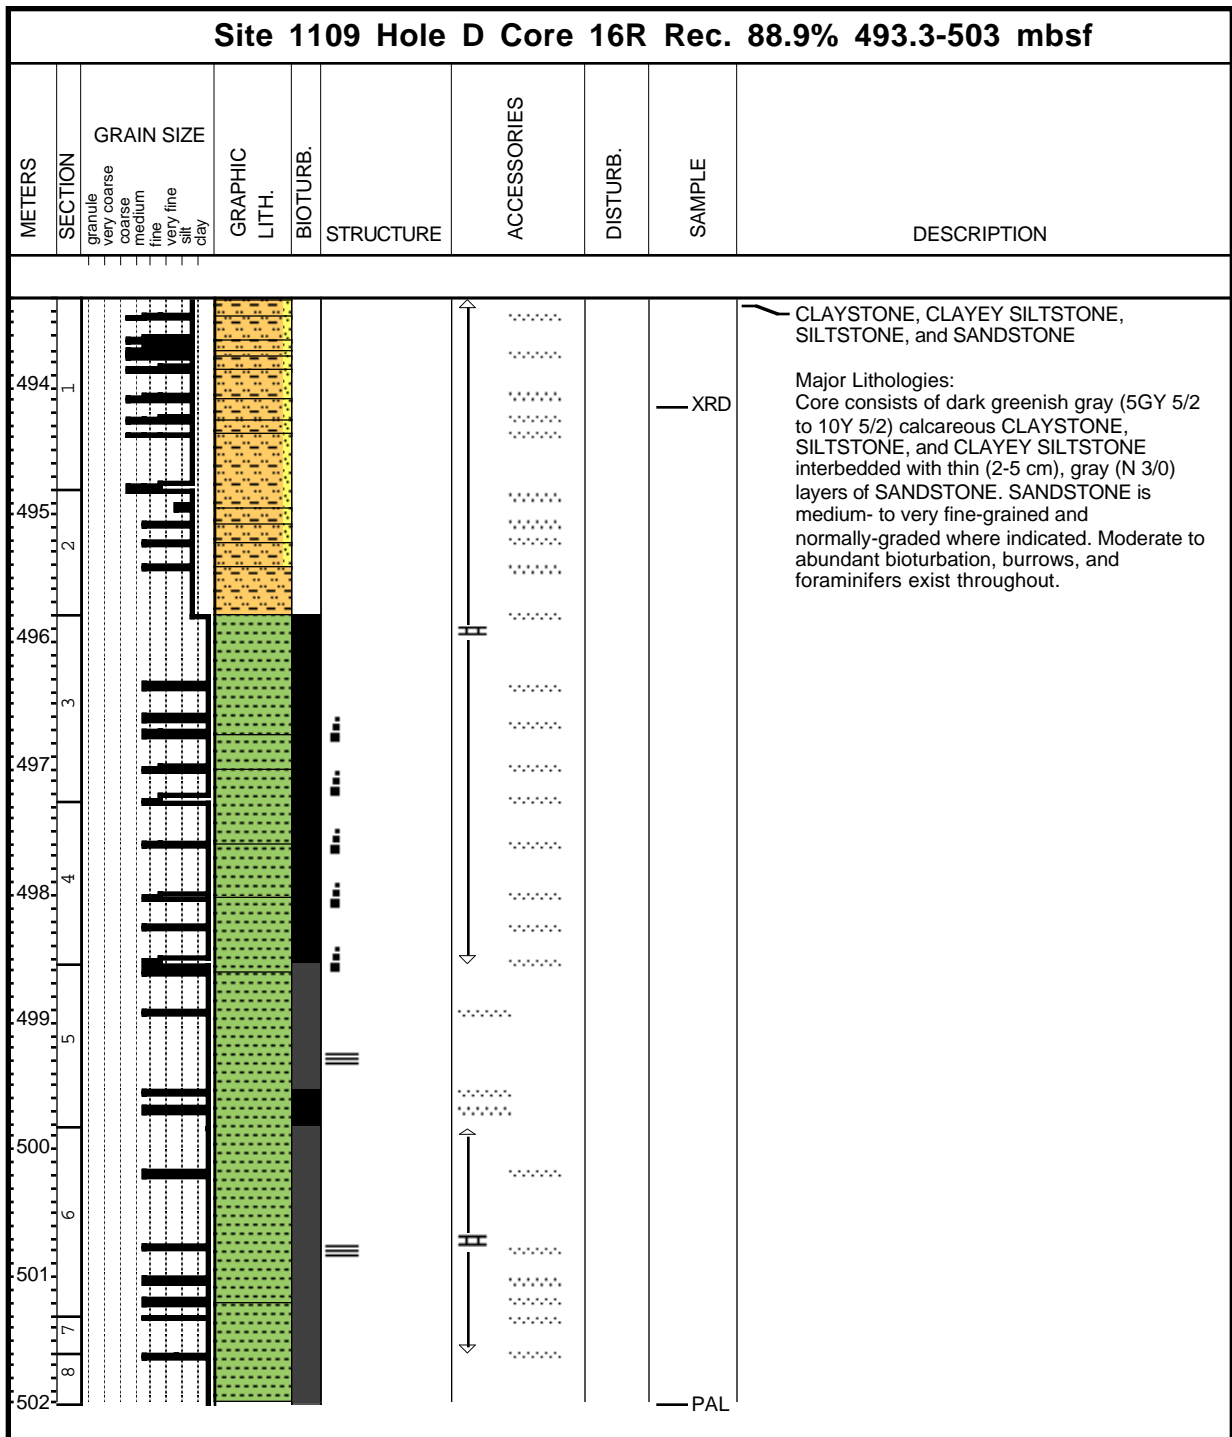 Site 1109 Hole D Core 16R Rec. 88.9% 493.3-503 mbsf
METERS
SECTION
GRAIN SIZE
granule
very coarse
coarse
medium
fine
very fine
silt
clay
GRAPHIC
LITH.
BIOTURB.
STRUCTURE
ACCESSORIES
DISTURB.
SAMPLE
DESCRIPTION
494
495
496
497
498
499
500
501
502
1
2
3
4
5
6
7
8
XRD
PAL
CLAYSTONE, CLAYEY SILTSTONE,
SILTSTONE, and SANDSTONE
Major Lithologies:
Core consists of dark greenish gray (5GY 5/2
to 10Y 5/2) calcareous CLAYSTONE,
SILTSTONE, and CLAYEY SILTSTONE
interbedded with thin (2-5 cm), gray (N 3/0)
layers of SANDSTONE. SANDSTONE is
medium- to very fine-grained and
normally-graded where indicated. Moderate to
abundant bioturbation, burrows, and
foraminifers exist throughout.